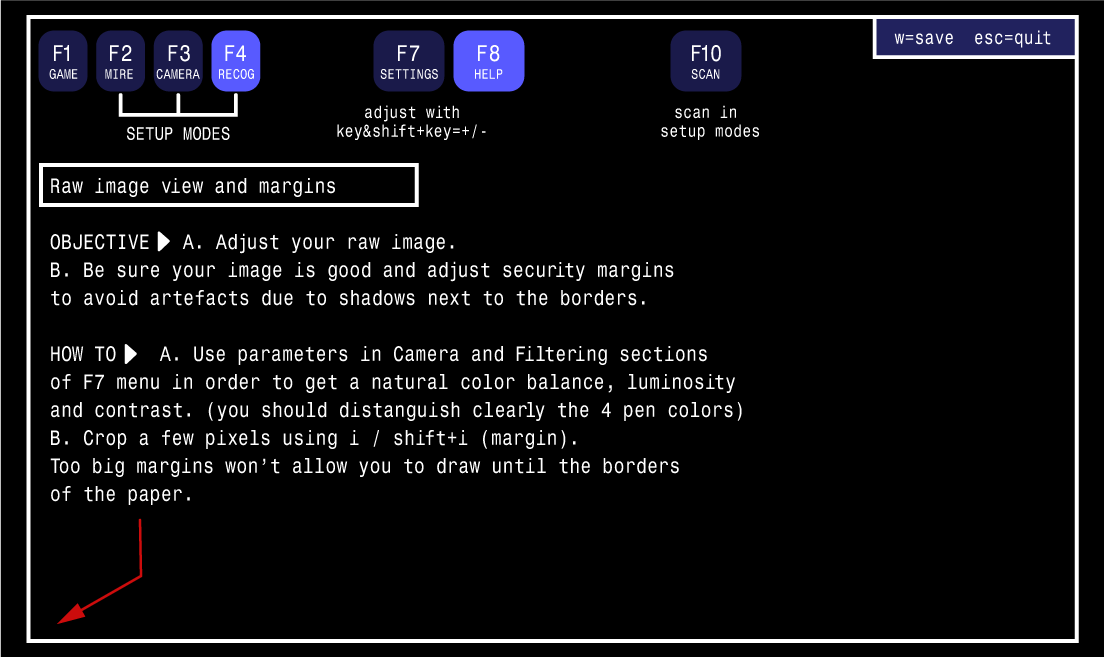 F1 F2 F3 F4 F7 F8 F10 w=save esc=quit
GAME MIRE CAMERA RECOG SETTINGS HELP SCAN
adjust with scan in
key&shift+key=+/- setup modes
SETUP MODES
Raw image view and margins
OBJECTIVE A. Adjust your raw image.
B. Be sure your image is good and adjust security margins
to avoid artefacts due to shadows next to the borders.
HOW TO A. Use parameters in Camera and Filtering sections
of F7 menu in order to get a natural color balance, luminosity
and contrast. (you should distanguish clearly the 4 pen colors)
B. Crop a few pixels using i / shift+i (margin).
Too big margins won't allow you to draw until the borders
of the paper.